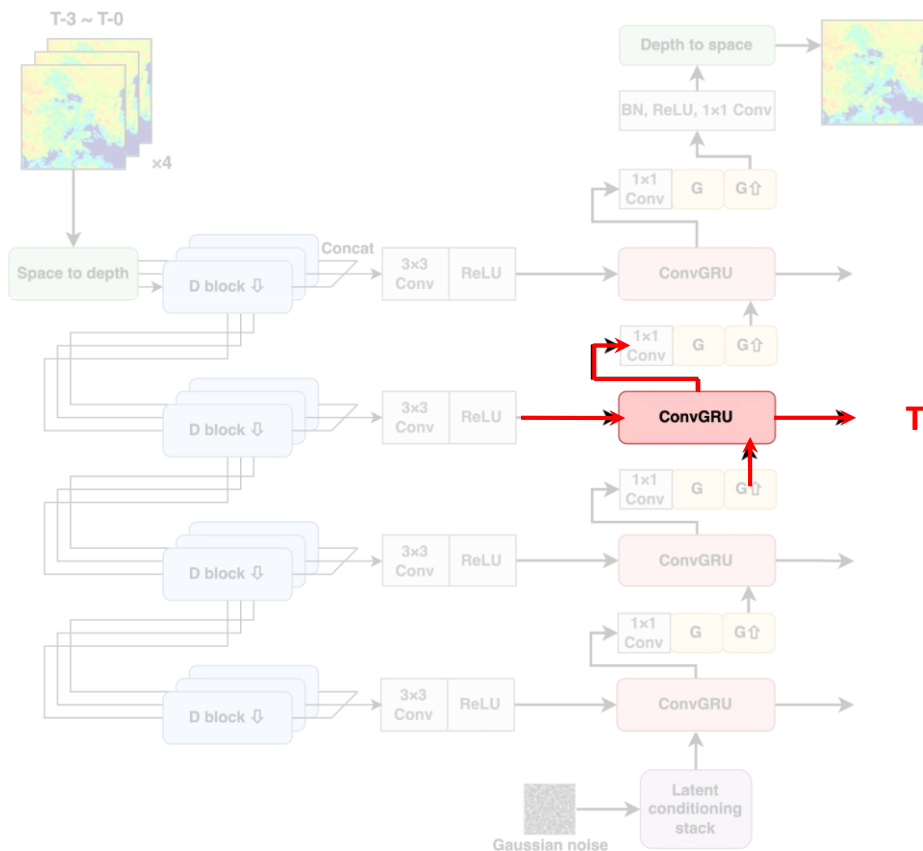 T-3 ~ T-0
×4
Depth to space
BN, ReLU, 1×1 Conv
1×1
Conv
G
G⇧
Space to depth
D block ⇩
Concat
3×3
Conv
ReLU
ConvGRU
1×1
Conv
G
G⇧
D block ⇩
3×3
Conv
ReLU
ConvGRU
T
1×1
Conv
G
G⇧
D block ⇩
3×3
Conv
ReLU
ConvGRU
1×1
Conv
G
G⇧
D block ⇩
3×3
Conv
ReLU
ConvGRU
Gaussian noise
Latent
conditioning
stack